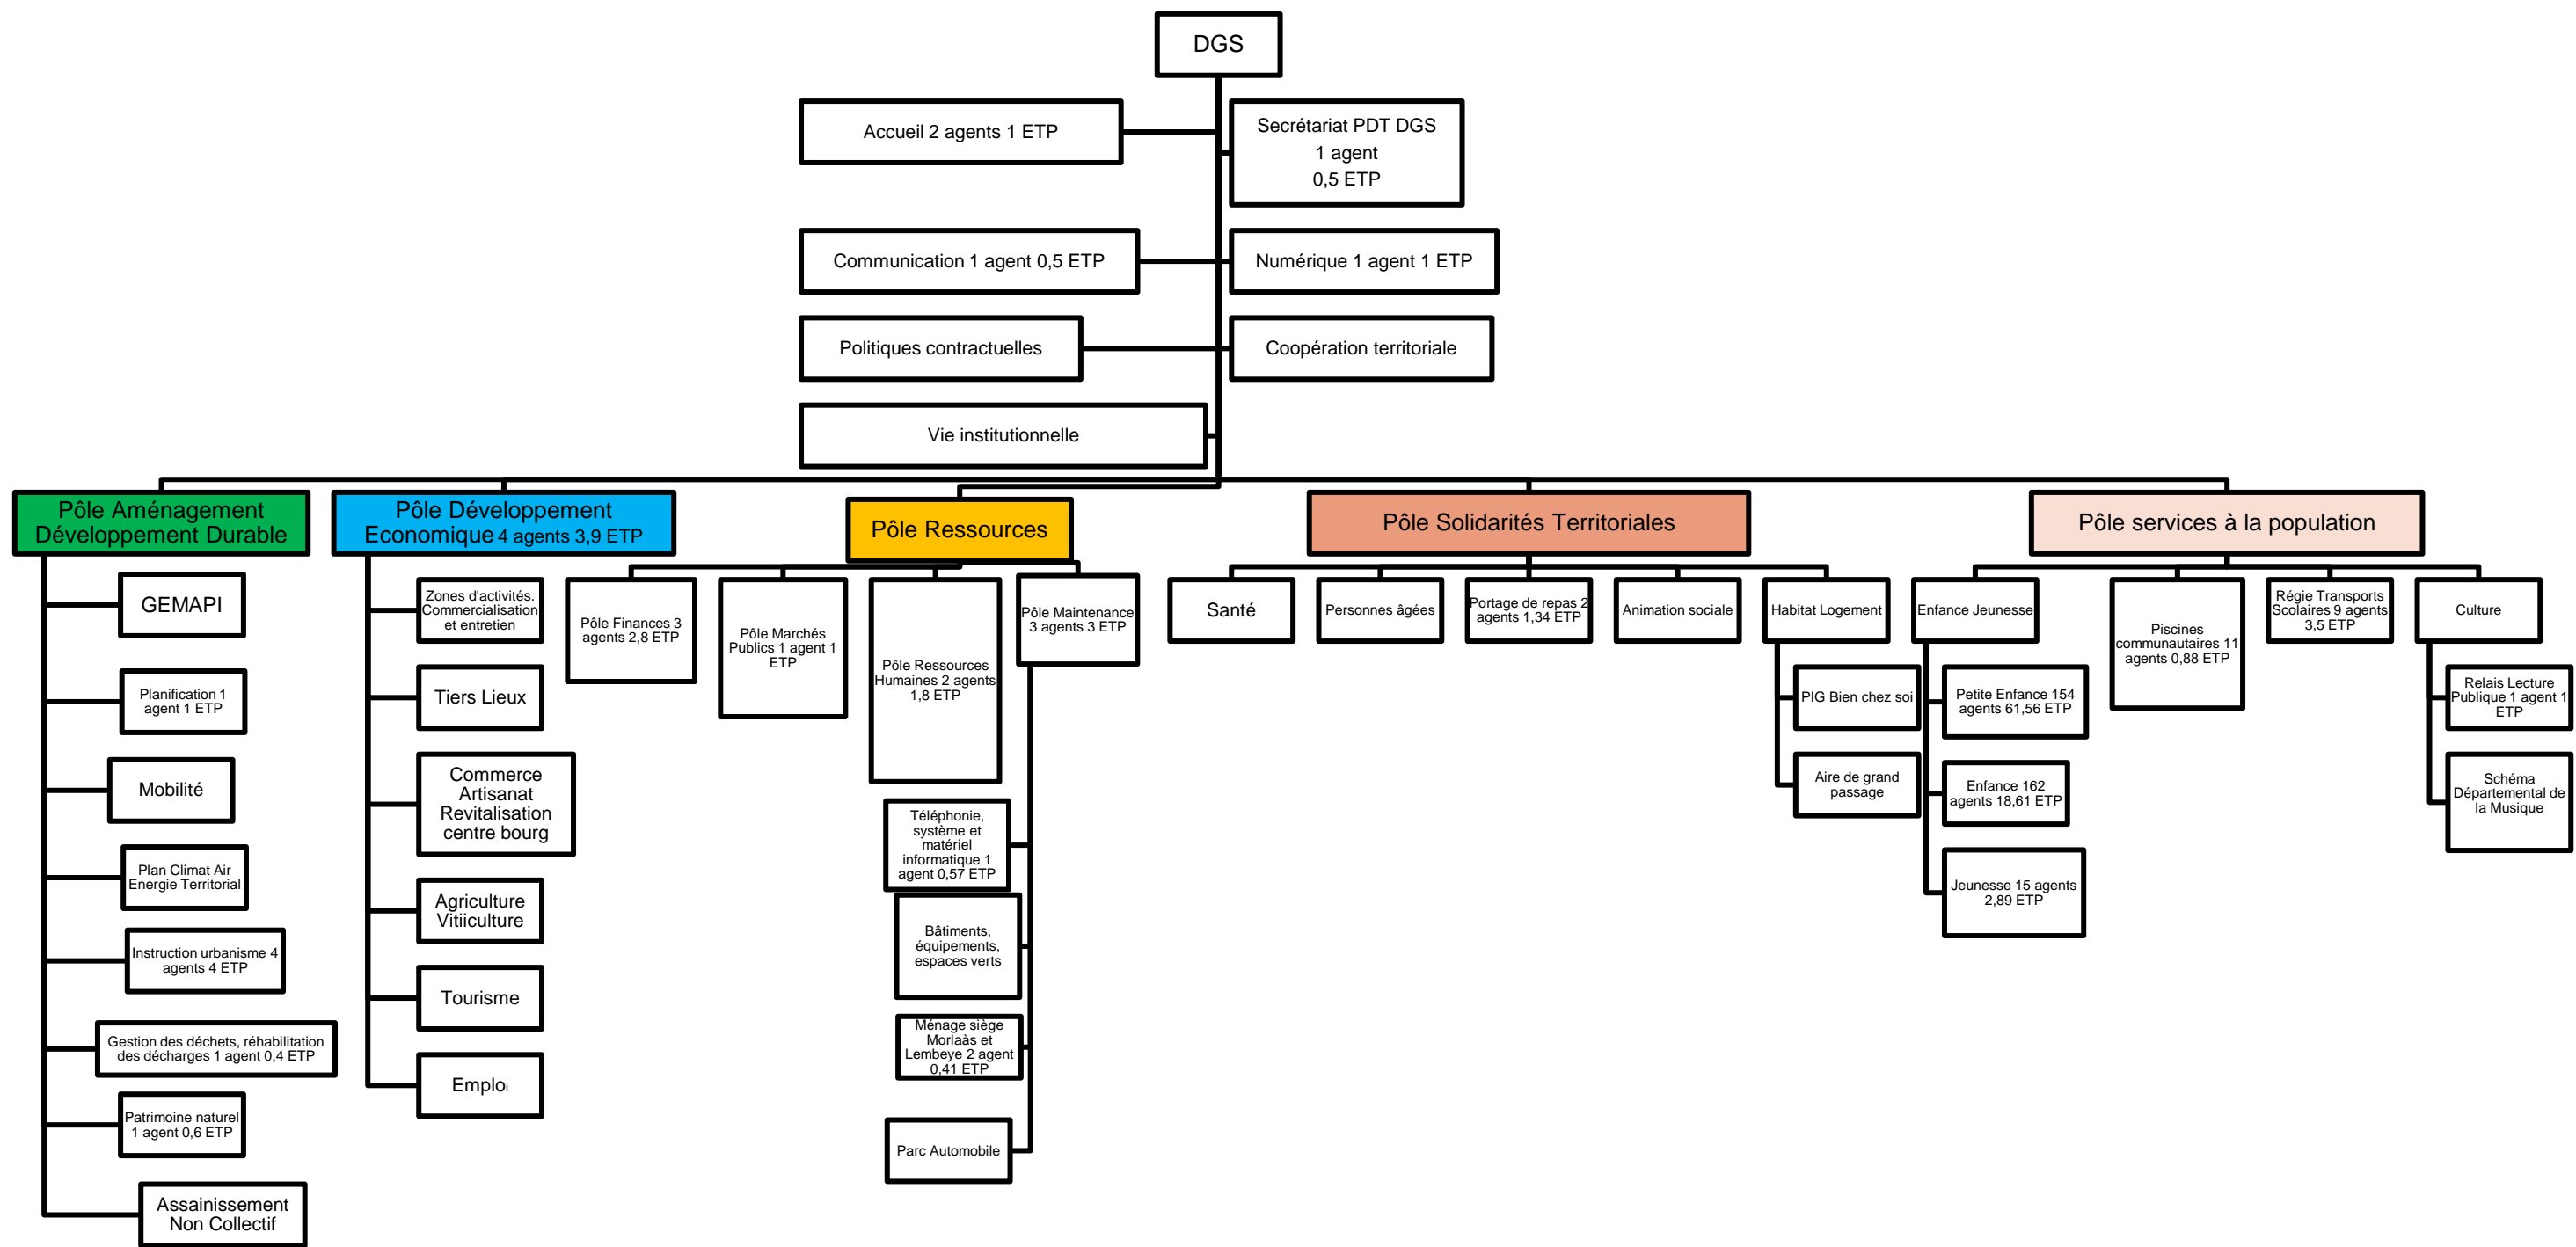 DGS
Accueil 2 agents 1 ETP
Secrétariat PDT DGS
1 agent
0,5 ETP
Communication 1 agent 0,5 ETP
Numérique 1 agent 1 ETP
Politiques contractuelles
Coopération territoriale
Vie institutionnelle
Pôle Aménagement
Développement Durable
GEMAPI
Planification 1
agent 1 ETP
Mobilité
Plan Climat Air
Energie Territorial
Instruction urbanisme 4
agents 4 ETP
Gestion des déchets, réhabilitation
des décharges 1 agent 0,4 ETP
Patrimoine naturel
1 agent 0,6 ETP
Assainissement
Non Collectif
Pôle Développement
Economique 4 agents 3,9 ETP
Zones d'activités.
Commercialisation
et entretien
Tiers Lieux
Commerce
Artisanat
Revitalisation
centre bourg
Agriculture
Vitiiculture
Tourisme
Emploi
Pôle Ressources
Pôle Finances 3
agents 2,8 ETP
Pôle Marchés
Publics 1 agent 1
ETP
Pôle Ressources
Humaines 2 agents
1,8 ETP
Pôle Maintenance
3 agents 3 ETP
Téléphonie,
système et
matériel
informatique 1
agent 0,57 ETP
Bâtiments,
équipements,
espaces verts
Ménage siège
Morlaàs et
Lembeye 2 agent
0,41 ETP
Parc Automobile
Pôle Solidarités Territoriales
Santé
Personnes âgées
Portage de repas 2
agents 1,34 ETP
Animation sociale
Habitat Logement
PIG Bien chez soi
Aire de grand
passage
Pôle services à la population
Enfance Jeunesse
Petite Enfance 154
agents 61,56 ETP
Enfance 162
agents 18,61 ETP
Jeunesse 15 agents
2,89 ETP
Piscines
communautaires 11
agents 0,88 ETP
Régie Transports
Scolaires 9 agents
3,5 ETP
Culture
Relais Lecture
Publique 1 agent 1
ETP
Schéma
Départemental de
la Musique